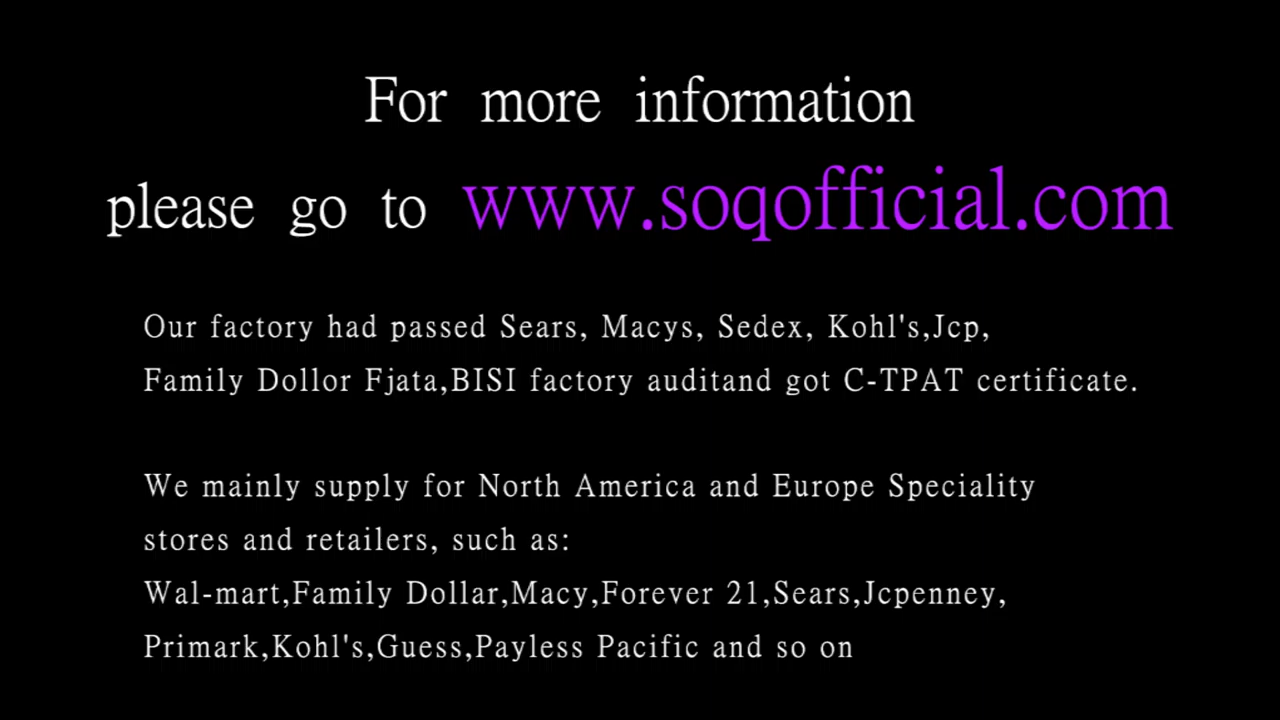 For more information
please go to www.soqofficial.com
Our factory had passed Sears, Macys, Sedex, Kohl's,Jcp,
Family Dollor Fjata,BISI factory auditand got C-TPAT certificate.
We mainly supply for North America and Europe Speciality
stores and retailers, such as:
Wal-mart,Family Dollar,Macy,Forever 21,Sears,Jcpenney,
Primark,Kohl's,Guess,Payless Pacific and so on